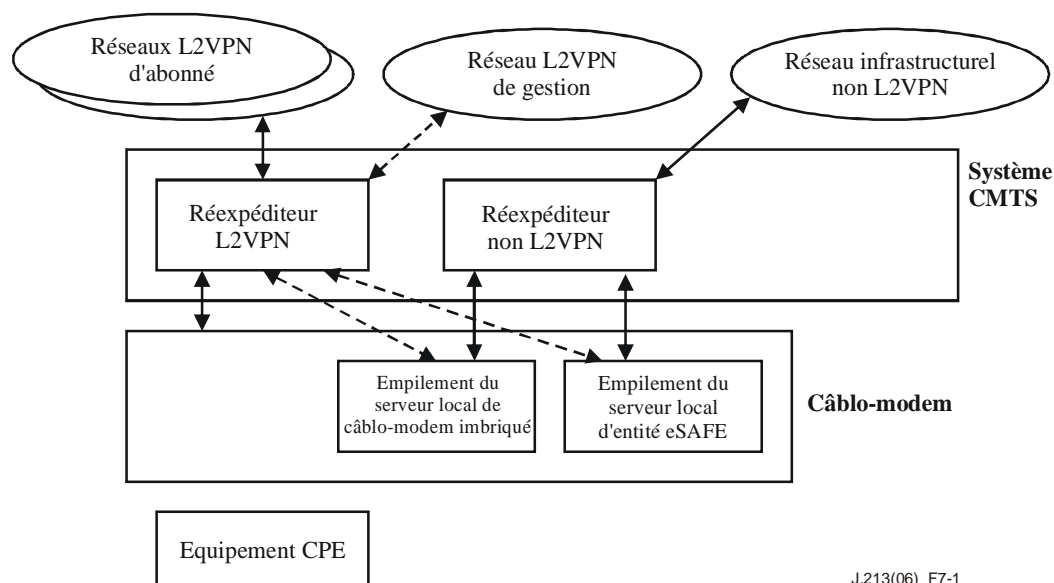 Réseaux L2VPN
d'abonné
Réseau L2VPN
de gestion
Réseau infrastructurel
non L2VPN
Système
CMTS
Réexpéditeur
L2VPN
Réexpéditeur
non L2VPN
Empilement du
serveur local de
câblo-modem imbriqué
Empilement du
serveur local
d'entité eSAFE
Câblo-modem
Equipement CPE
J.213(06)_F7-1